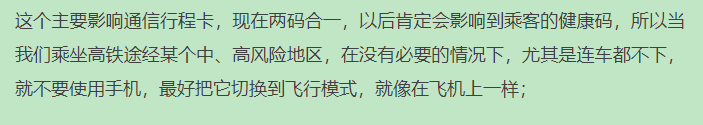 这个主要影响通信行程卡，现在两码合一，以后肯定会影响到乘客的健康码，所以当
我们乘坐高铁途经某个中、高风险地区，在没有必要的情况下，尤其是连车都不下，
就不要使用手机，最好把它切换到飞行模式，就像在飞机上一样；